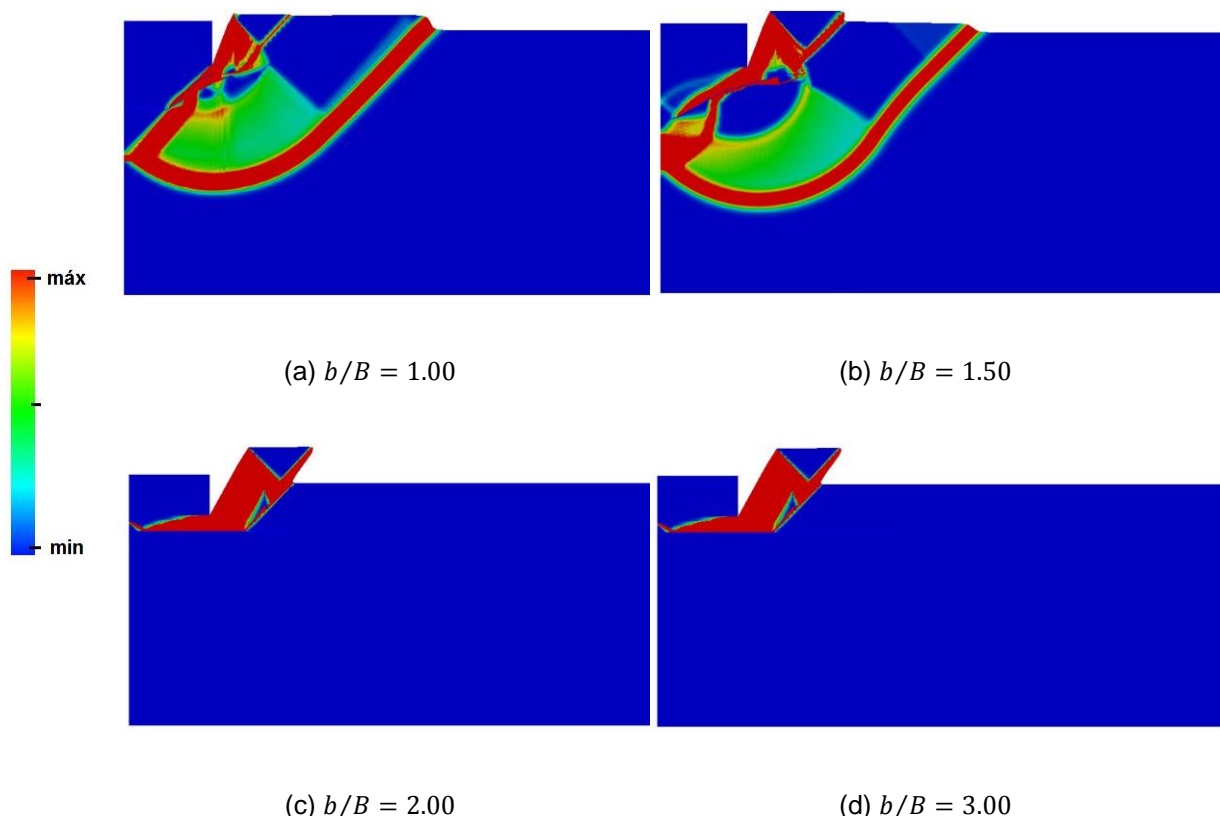 (a) b/B = 1.00
(b) b/B = 1.50
máx
min
(c) b/B = 2.00
(d) b/B = 3.00